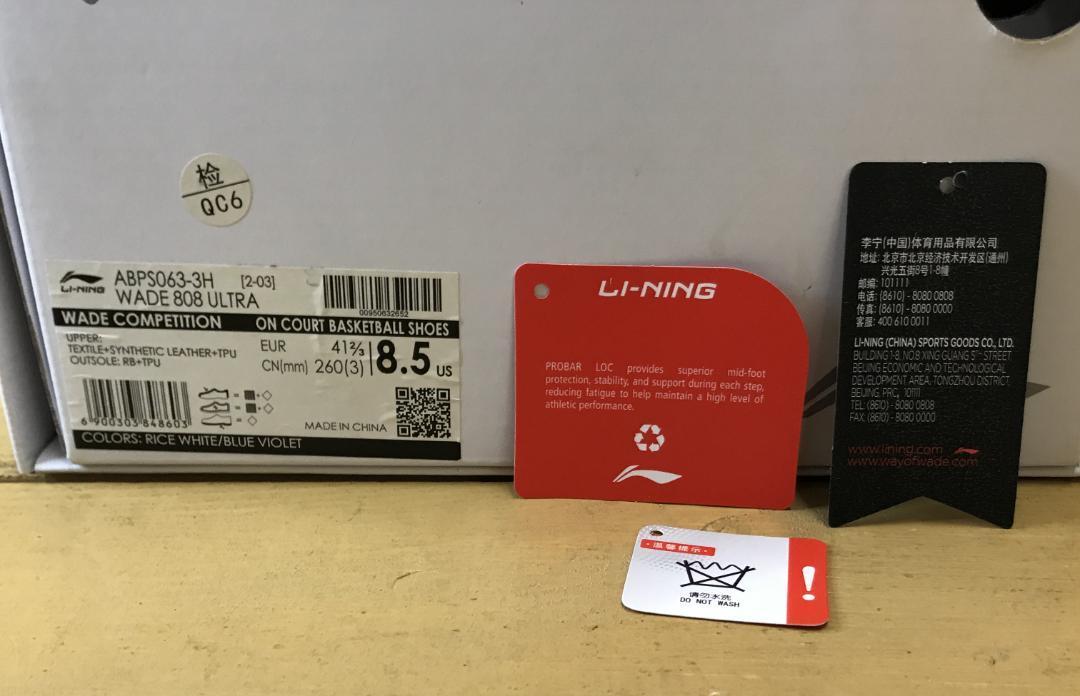 检
QC6
LI-NING
ABPS063-3H [2-03]
WADE 808 ULTRA
00950632652
WADE COMPETITION ON COURT BASKETBALL SHOES
UPPER:
TEXTILE+SYNTHETIC LEATHER+TPU
OUTSOLE: RB+TPU
EUR 41⅔
CN(mm) 260(3)
8.5 US
6 900303 848603
MADE IN CHINA
COLORS: RICE WHITE/BLUE VIOLET
LI-NING
PROBAR LOC provides superior mid-foot
protection, stability, and support during each step,
reducing fatigue to help maintain a high level of
athletic performance.
·温馨提示·
请勿水洗
DO NOT WASH
!
李宁(中国)体育用品有限公司
地址: 北京市北京经济技术开发区(通州)
兴光五街8号1-8幢
邮编: 101111
电话: (8610) - 8080 0808
传真: (8610) - 8080 0000
客服: 400 610 0011
LI-NING (CHINA) SPORTS GOODS CO., LTD.
BUILDING 1-8, NO.8 XING GUANG 5TH STREET,
BEIJING ECONOMIC AND TECHNOLOGICAL
DEVELOPMENT AREA, TONGZHOU DISTRICT,
BEIJING, PRC, 101111
TEL: (8610) - 8080 0808
FAX: (8610) - 8080 0000
www.lining.com
www.wayofwade.com